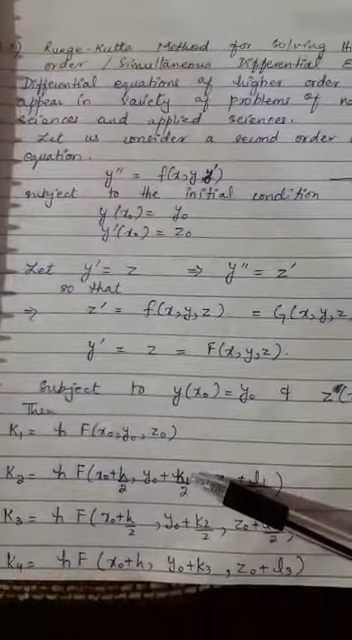 Runge-Kutta Method for solving
order / Simultaneous Differential
Differential equations of higher order
appear in variety of problems of
sciences and applied sciences.
Let us consider a second order
equation.
y'' = f(x,y,y')
subject to the initial condition
y(x₀) = y₀
y'(x₀) = z₀
Let y' = z ⇒ y'' = z'
so that
⇒ z' = f(x,y,z) = G(x,y,z
y' = z = F(x,y,z).
subject to y(x₀) = y₀ &
Then
K₁ = h F(x₀,y₀,z₀)
K₂ = h F(x₀+h/2, y₀+k₁/2
K₃ = h F(x₀+h/2, y₀+k₂/2, z₀+
K₄ = h F(x₀+h, y₀+k₃, z₀+l₃)